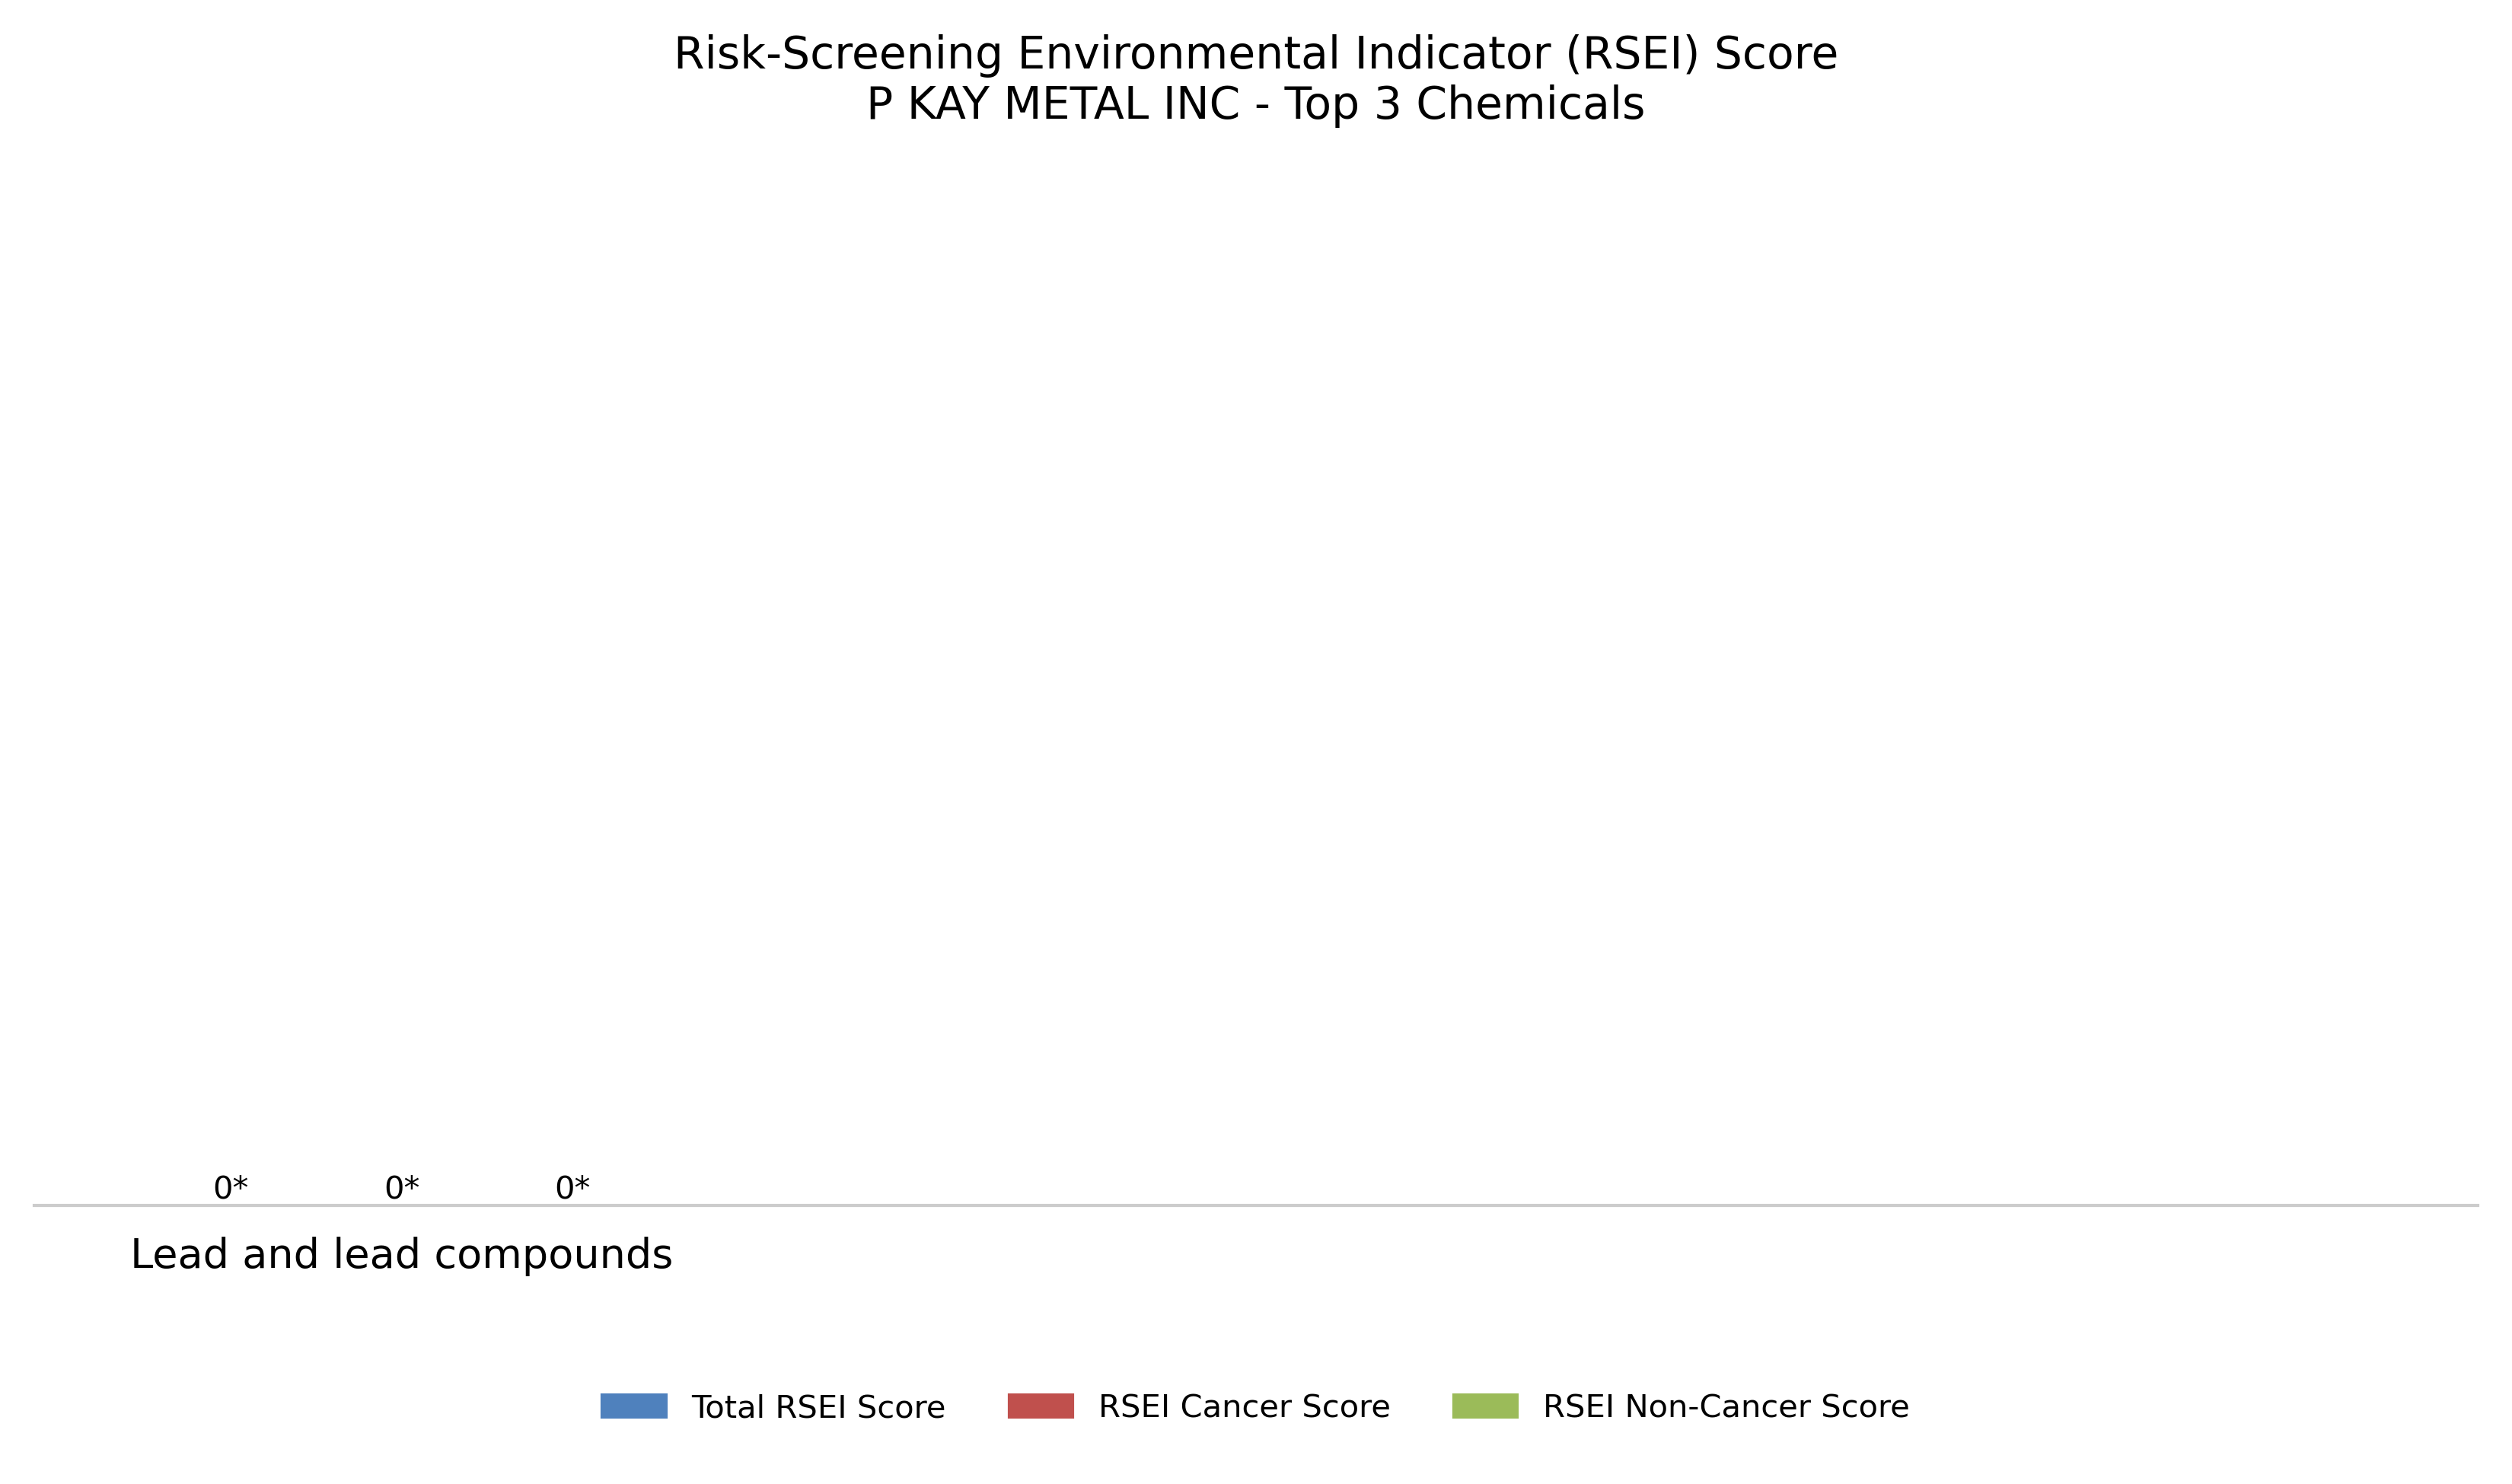 Risk-Screening Environmental Indicator (RSEI) Score
P KAY METAL INC - Top 3 Chemicals
0* 0* 0*
Lead and lead compounds
Total RSEI Score RSEI Cancer Score RSEI Non-Cancer Score